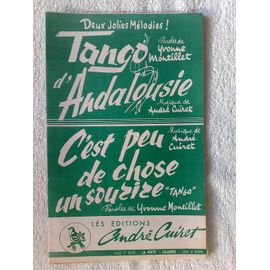 Deux Jolies Mélodies !
Tango
Paroles de
Yvonne
Montillet
d'Andalousie
Musique de
André Cuiret
C'est peu
Musique de
André
Cuiret
de chose
un sourire "TANGO"
Paroles de Yvonne Montillet
LES EDITIONS
André Cuiret